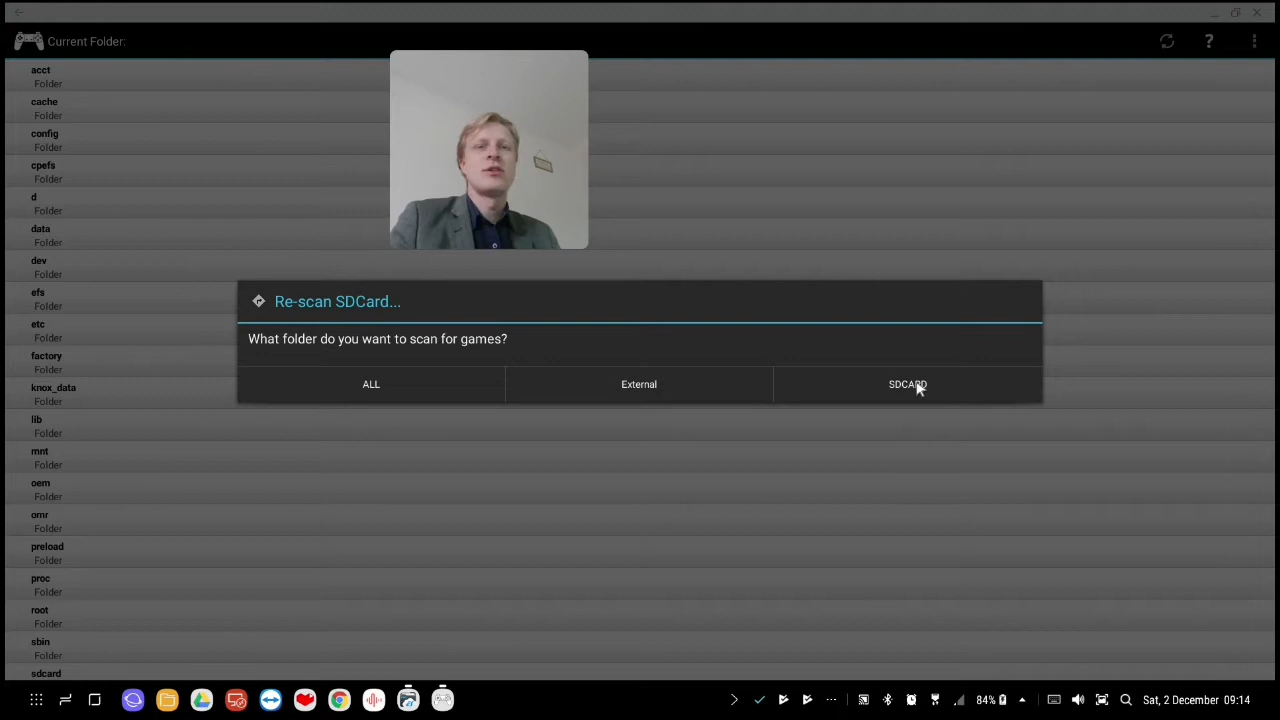 Current Folder:
?
acct
Folder
cache
Folder
config
Folder
cpefs
Folder
d
Folder
data
Folder
dev
Folder
efs
Folder
etc
Folder
factory
Folder
knox_data
Folder
lib
Folder
mnt
Folder
oem
Folder
omr
Folder
preload
Folder
proc
Folder
root
Folder
sbin
Folder
sdcard
Re-scan SDCard...
What folder do you want to scan for games?
ALL
External
SDCARD
84%
Sat, 2 December
09:14